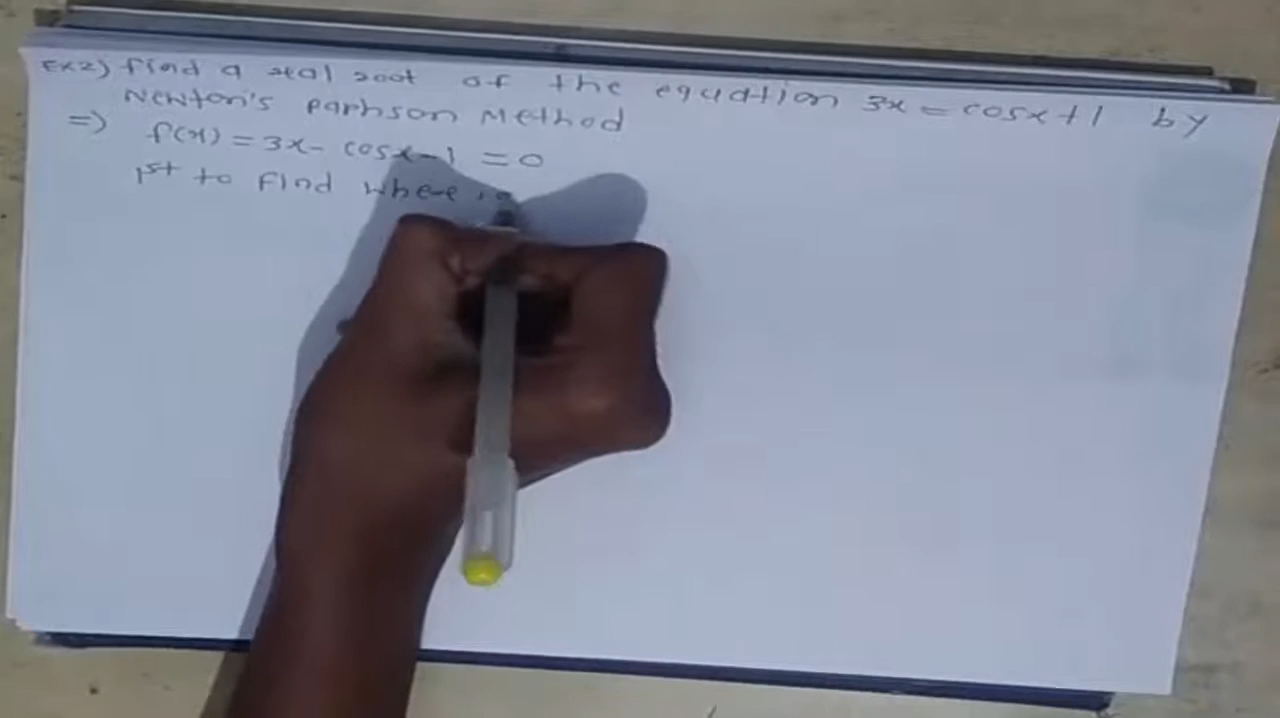 Ex2) find a real root of the equation 3x = cosx+1 by
Newton's Paphson Method
=> f(x) = 3x - cosx - 1 = 0
1st to find where